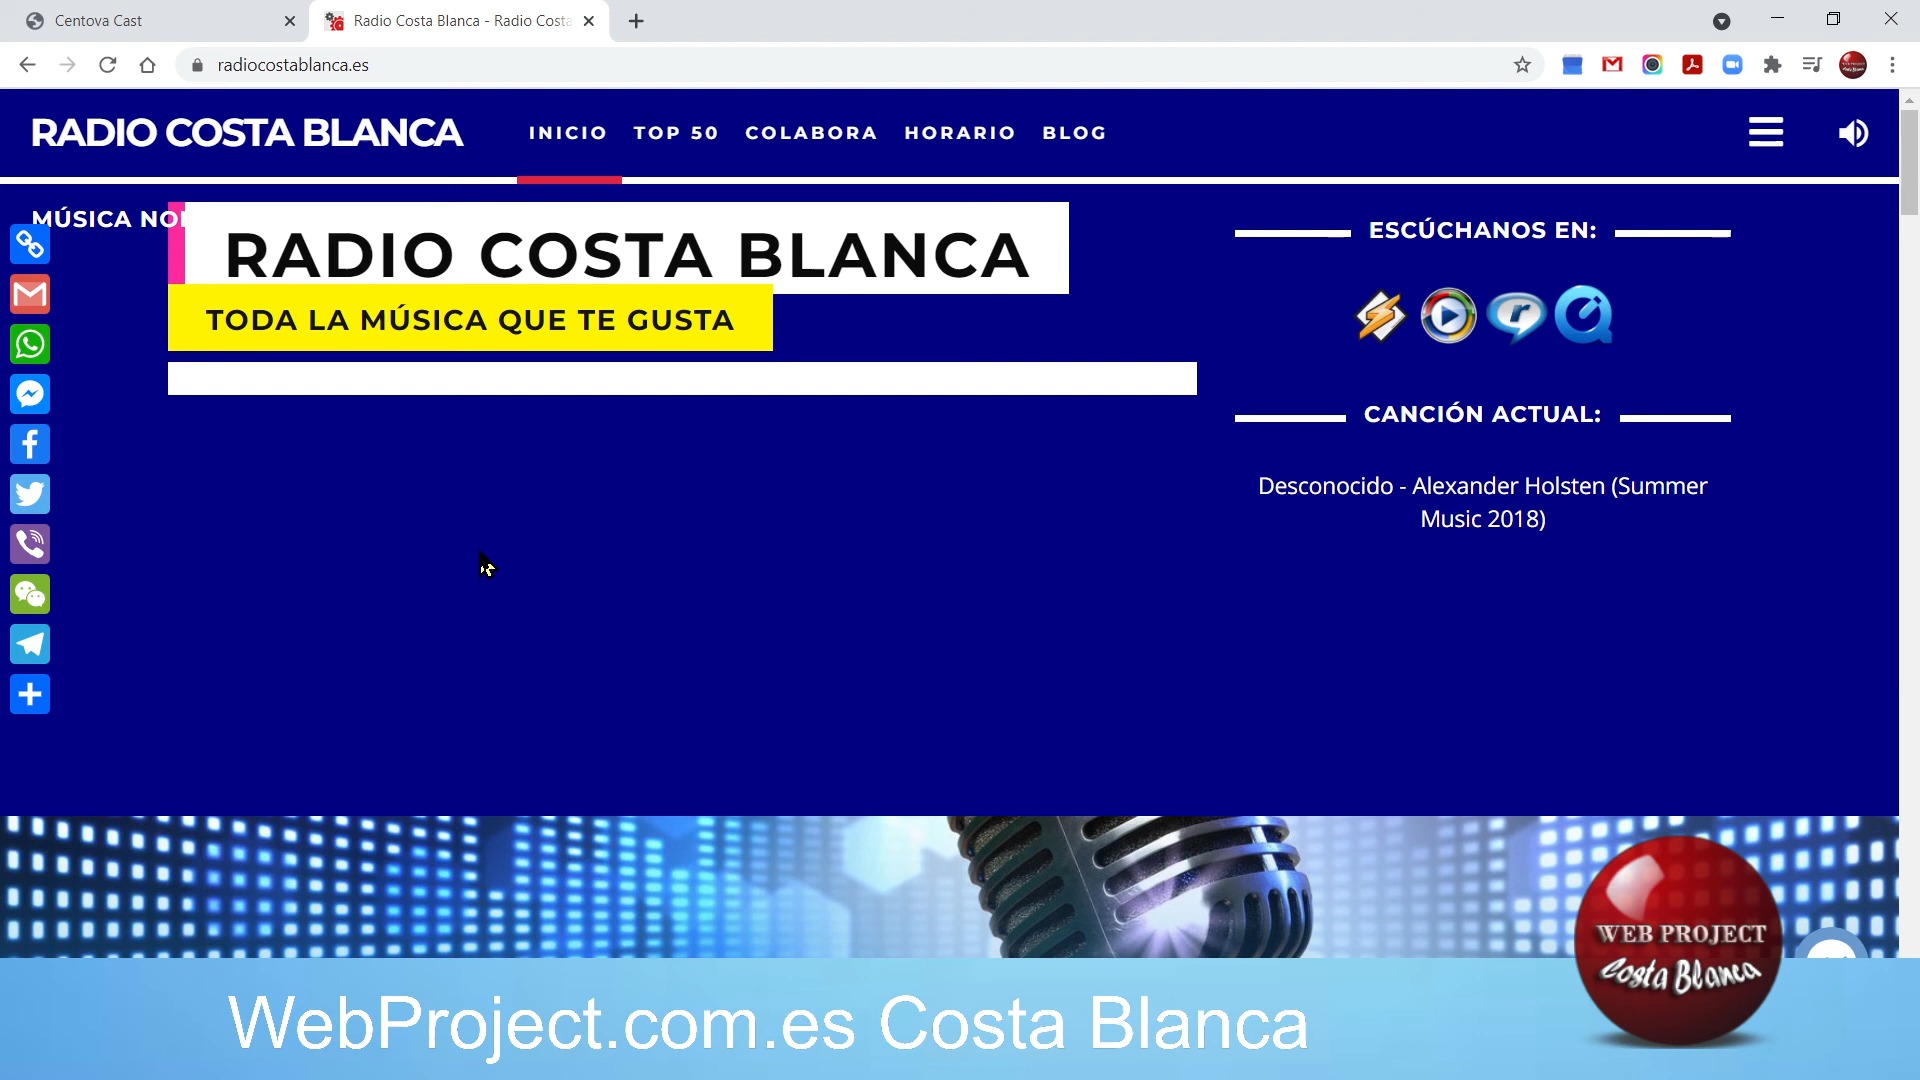 Centova Cast
Radio Costa Blanca - Radio Costa
radiocostablanca.es
RADIO COSTA BLANCA
INICIO TOP 50 COLABORA HORARIO BLOG
MÚSICA NO
RADIO COSTA BLANCA
TODA LA MÚSICA QUE TE GUSTA
ESCÚCHANOS EN:
CANCIÓN ACTUAL:
Desconocido - Alexander Holsten (Summer
Music 2018)
WEB PROJECT
Costa Blanca
WebProject.com.es Costa Blanca